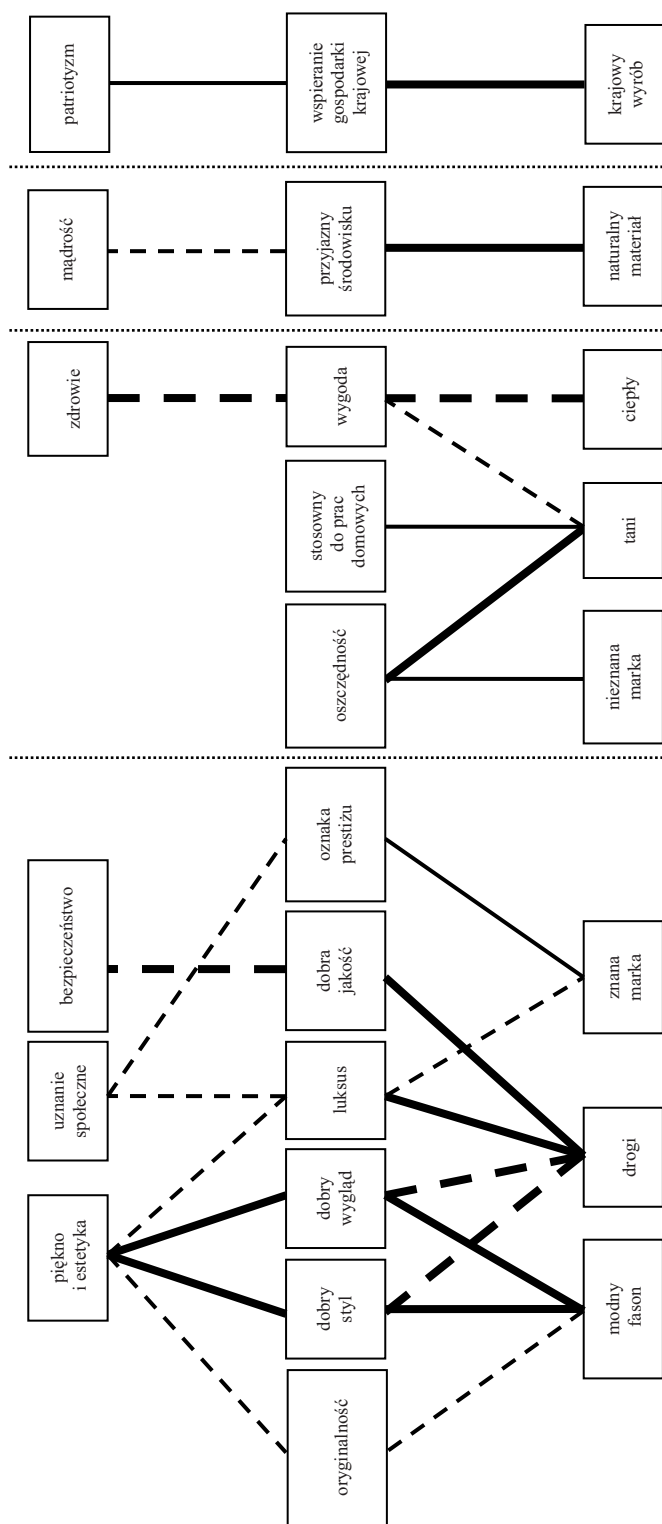 piękno
i estetyka
uznanie
społeczne
bezpieczeństwo
zdrowie
mądrość
patriotyzm
oryginalność
dobry
styl
dobry
wygląd
luksus
dobra
jakość
oznaka
prestiżu
oszczędność
stosowny
do prac
domowych
wygoda
przyjazny
środowisku
wspieranie
gospodarki
krajowej
modny
fason
drogi
znana
marka
nieznana
marka
tani
ciepły
naturalny
materiał
krajowy
wyrób